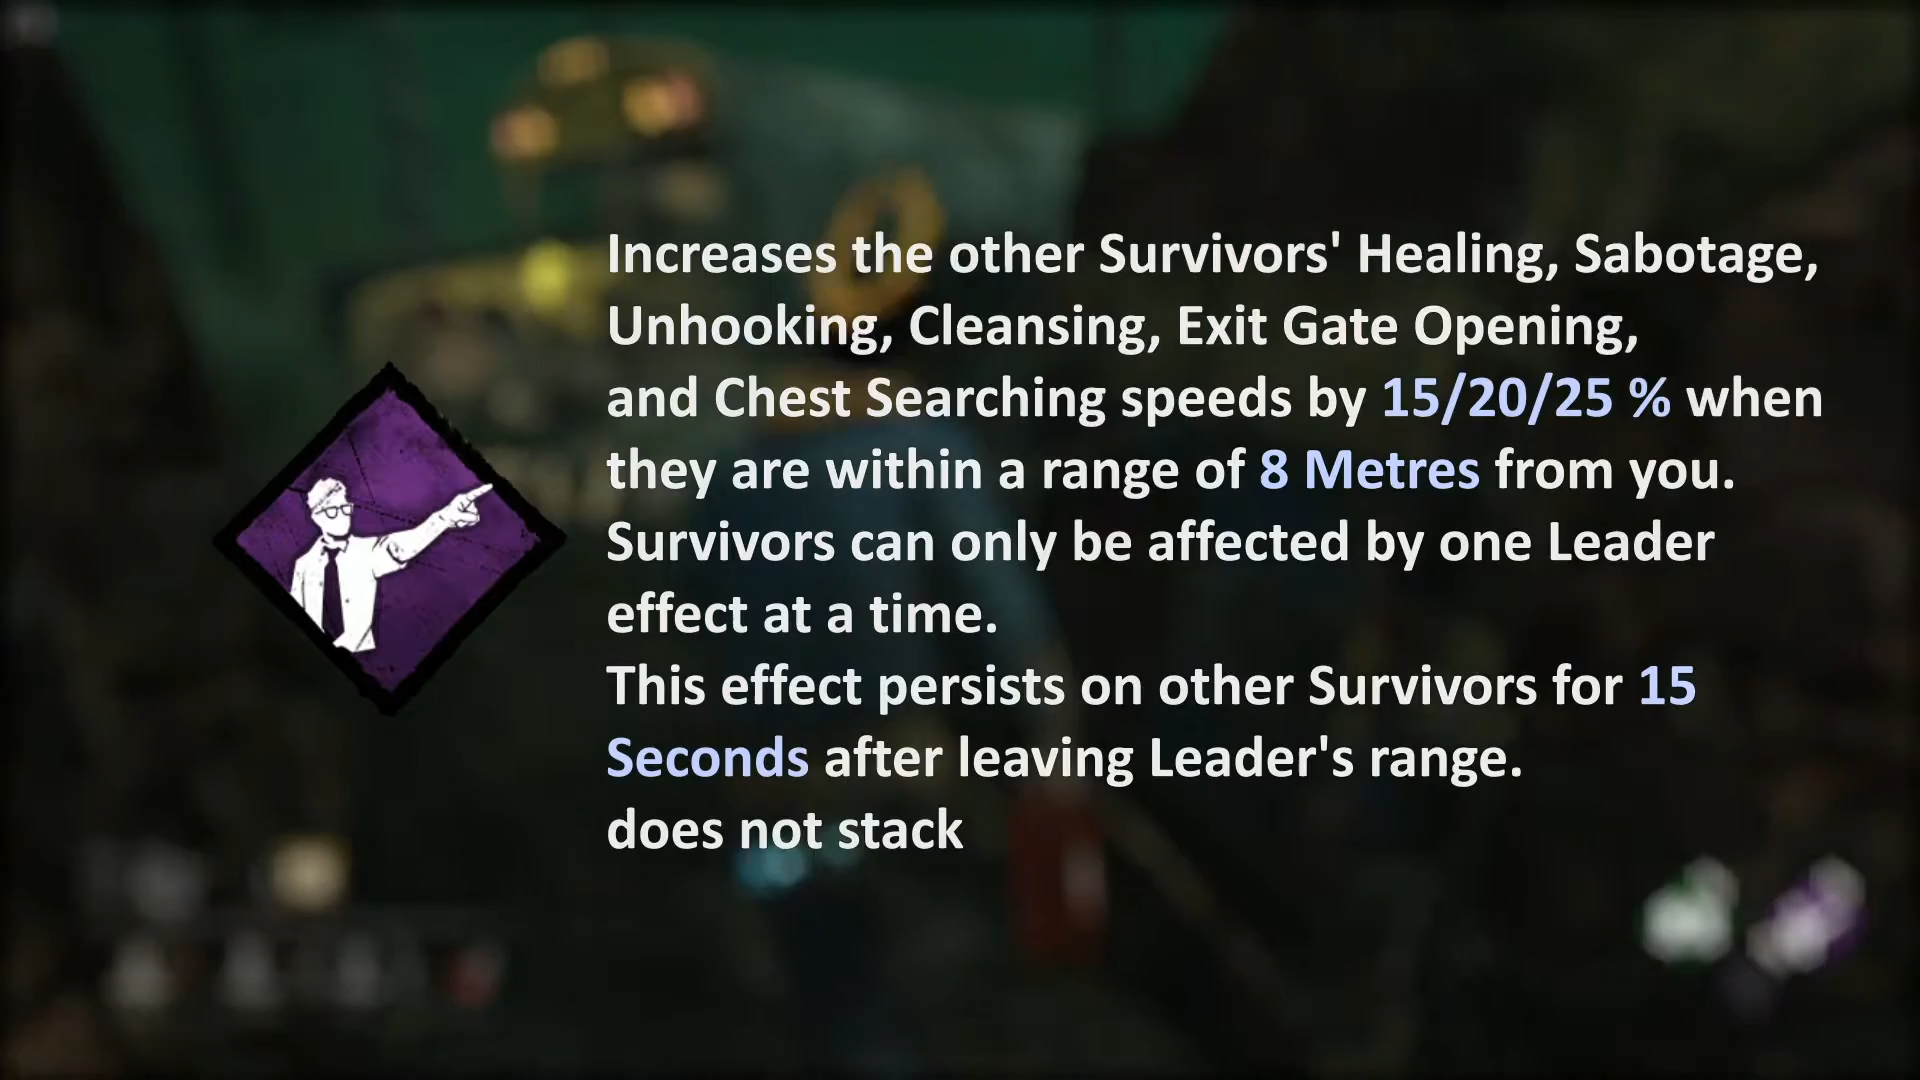 Increases the other Survivors' Healing, Sabotage,
Unhooking, Cleansing, Exit Gate Opening,
and Chest Searching speeds by 15/20/25 % when
they are within a range of 8 Metres from you.
Survivors can only be affected by one Leader
effect at a time.
This effect persists on other Survivors for 15
Seconds after leaving Leader's range.
does not stack